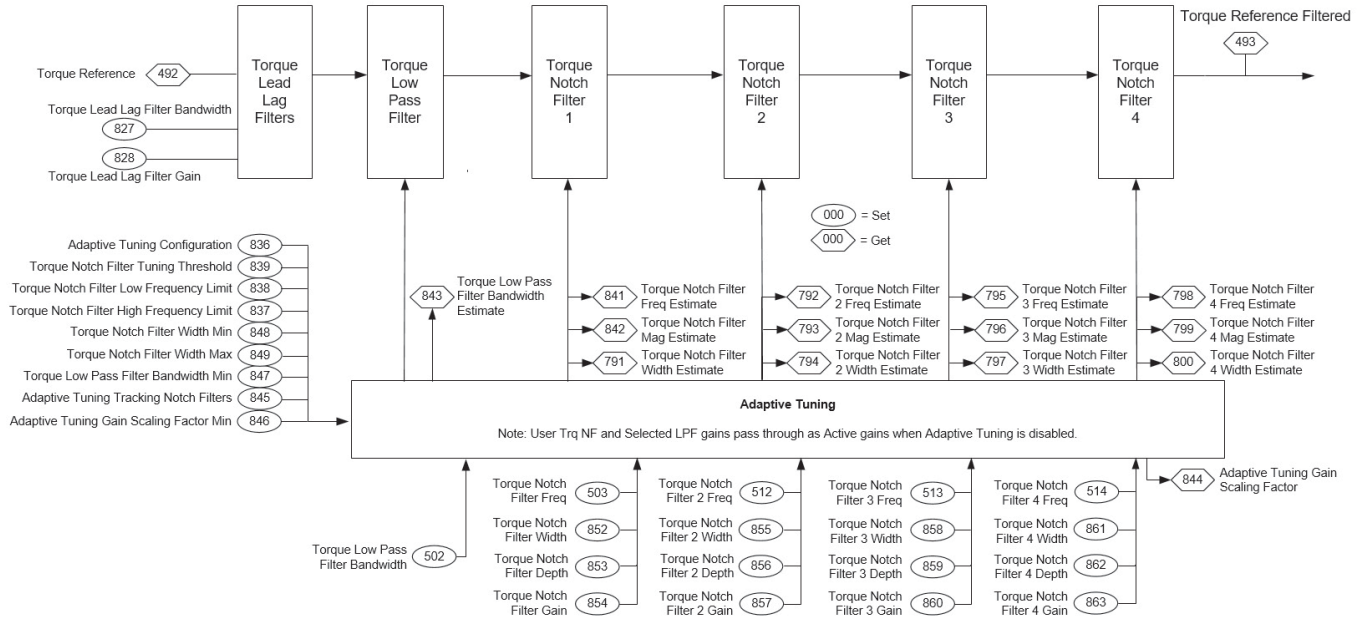 Torque Reference Filtered
493
Torque Reference 492
Torque Lead Lag Filter Bandwidth
827
828
Torque Lead Lag Filter Gain
Torque
Lead
Lag
Filters
Torque
Low
Pass
Filter
Torque
Notch
Filter
1
Torque
Notch
Filter
2
Torque
Notch
Filter
3
Torque
Notch
Filter
4
000 = Set
000 = Get
Adaptive Tuning Configuration 836
Torque Notch Filter Tuning Threshold 839
Torque Notch Filter Low Frequency Limit 838
Torque Notch Filter High Frequency Limit 837
Torque Notch Filter Width Min 848
Torque Notch Filter Width Max 849
Torque Low Pass Filter Bandwidth Min 847
Adaptive Tuning Tracking Notch Filters 845
Adaptive Tuning Gain Scaling Factor Min 846
843
Torque Low Pass
Filter Bandwidth
Estimate
841
Torque Notch Filter
Freq Estimate
842
Torque Notch Filter
Mag Estimate
791
Torque Notch Filter
Width Estimate
792
Torque Notch Filter
2 Freq Estimate
793
Torque Notch Filter
2 Mag Estimate
794
Torque Notch Filter
2 Width Estimate
795
Torque Notch Filter
3 Freq Estimate
796
Torque Notch Filter
3 Mag Estimate
797
Torque Notch Filter
3 Width Estimate
798
Torque Notch Filter
4 Freq Estimate
799
Torque Notch Filter
4 Mag Estimate
800
Torque Notch Filter
4 Width Estimate
Adaptive Tuning
Note: User Trq NF and Selected LPF gains pass through as Active gains when Adaptive Tuning is disabled.
844
Adaptive Tuning Gain
Scaling Factor
Torque Low Pass
Filter Bandwidth
502
Torque Notch
Filter Freq
503
Torque Notch
Filter Width
852
Torque Notch
Filter Depth
853
Torque Notch
Filter Gain
854
Torque Notch
Filter 2 Freq
512
Torque Notch
Filter 2 Width
855
Torque Notch
Filter 2 Depth
856
Torque Notch
Filter 2 Gain
857
Torque Notch
Filter 3 Freq
513
Torque Notch
Filter 3 Width
858
Torque Notch
Filter 3 Depth
859
Torque Notch
Filter 3 Gain
860
Torque Notch
Filter 4 Freq
514
Torque Notch
Filter 4 Width
861
Torque Notch
Filter 4 Depth
862
Torque Notch
Filter 4 Gain
863